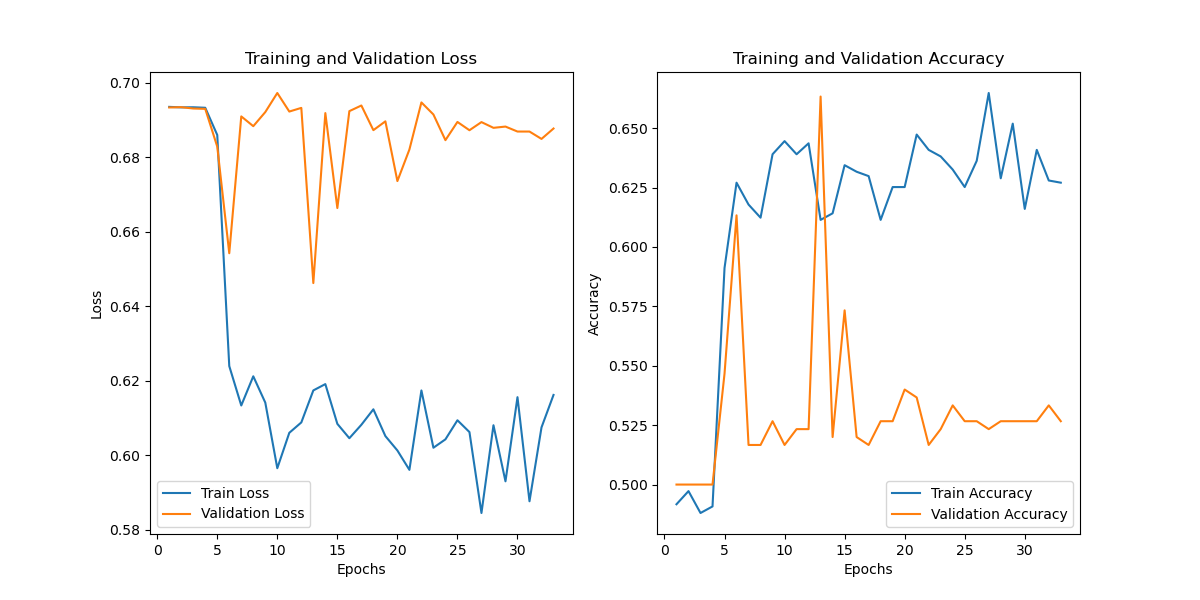 Training and Validation Loss
0.70
0.68
0.66
0.64
0.62
0.60
0.58
Loss
Train Loss
Validation Loss
0 5 10 15 20 25 30
Epochs
Training and Validation Accuracy
0.650
0.625
0.600
0.575
0.550
0.525
0.500
Accuracy
Train Accuracy
Validation Accuracy
0 5 10 15 20 25 30
Epochs